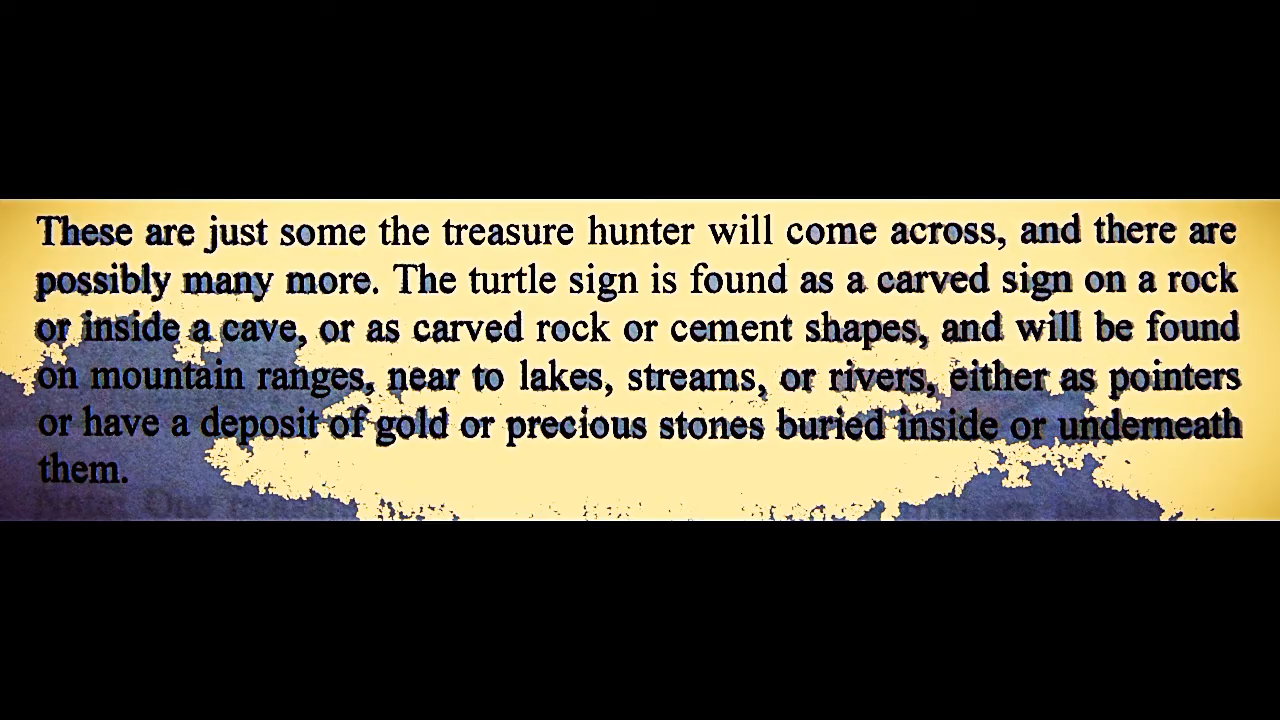 These are just some the treasure hunter will come across, and there are
possibly many more. The turtle sign is found as a carved sign on a rock
or inside a cave, or as carved rock or cement shapes, and will be found
on mountain ranges, near to lakes, streams, or rivers, either as pointers
or have a deposit of gold or precious stones buried inside or underneath
them.